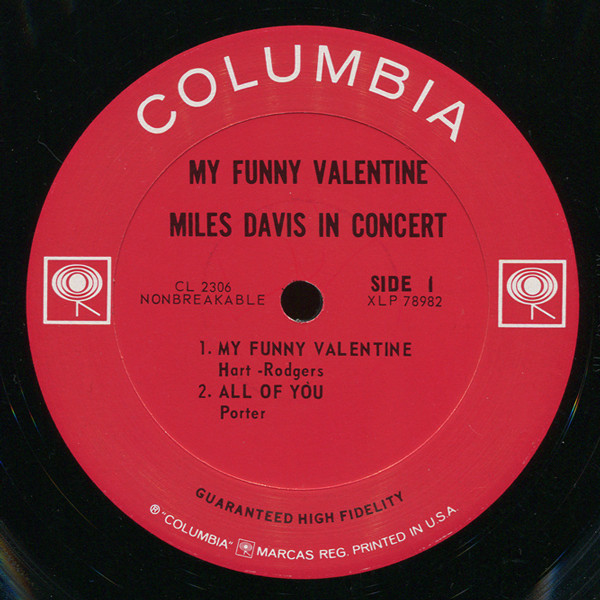 COLUMBIA
MY FUNNY VALENTINE
MILES DAVIS IN CONCERT
CL 2306
NONBREAKABLE
SIDE 1
XLP 78982
1. MY FUNNY VALENTINE
Hart -Rodgers
2. ALL OF YOU
Porter
GUARANTEED HIGH FIDELITY
® "COLUMBIA" MARCAS REG. PRINTED IN U.S.A.